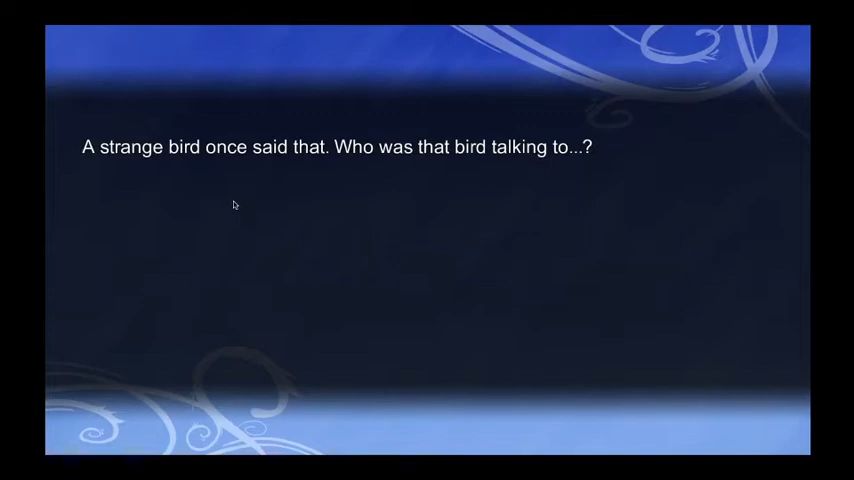 A strange bird once said that. Who was that bird talking to...?